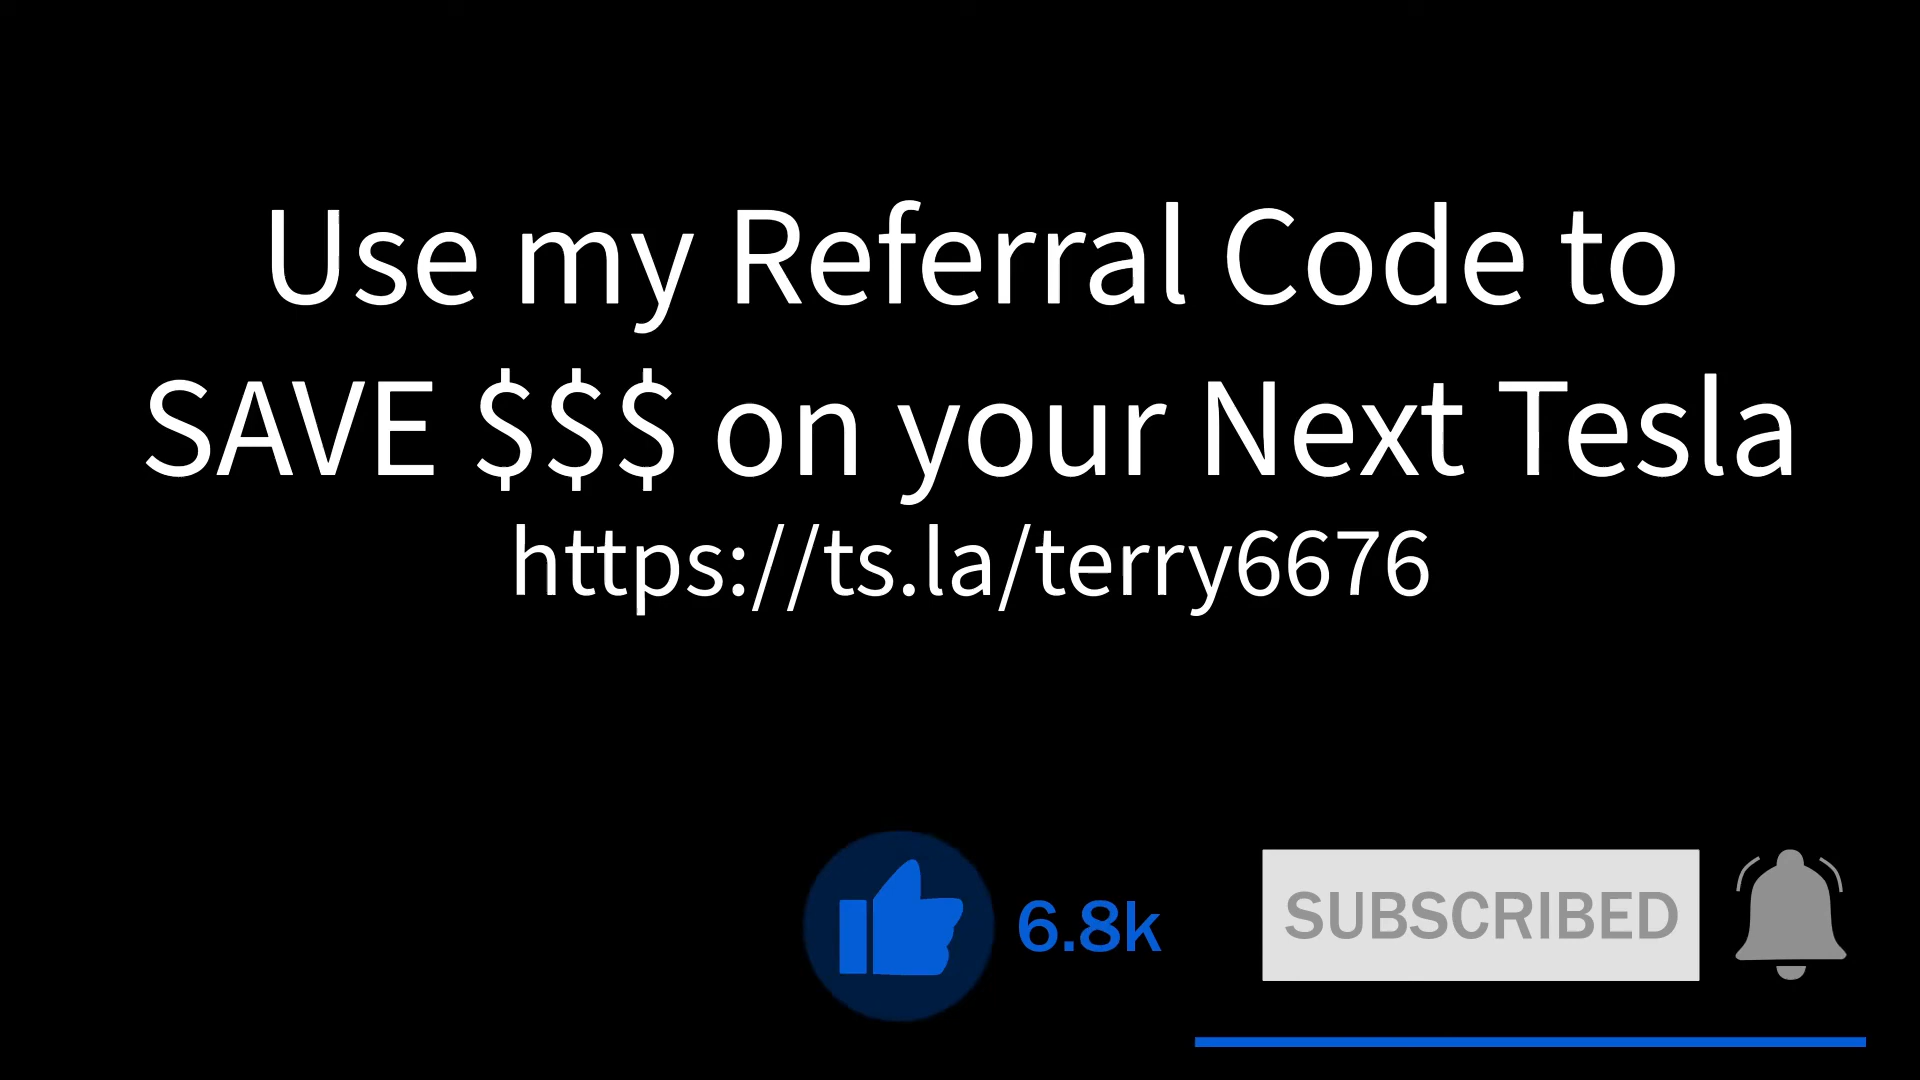 Use my Referral Code to
SAVE $$$ on your Next Tesla
https://ts.la/terry6676
6.8k
SUBSCRIBED